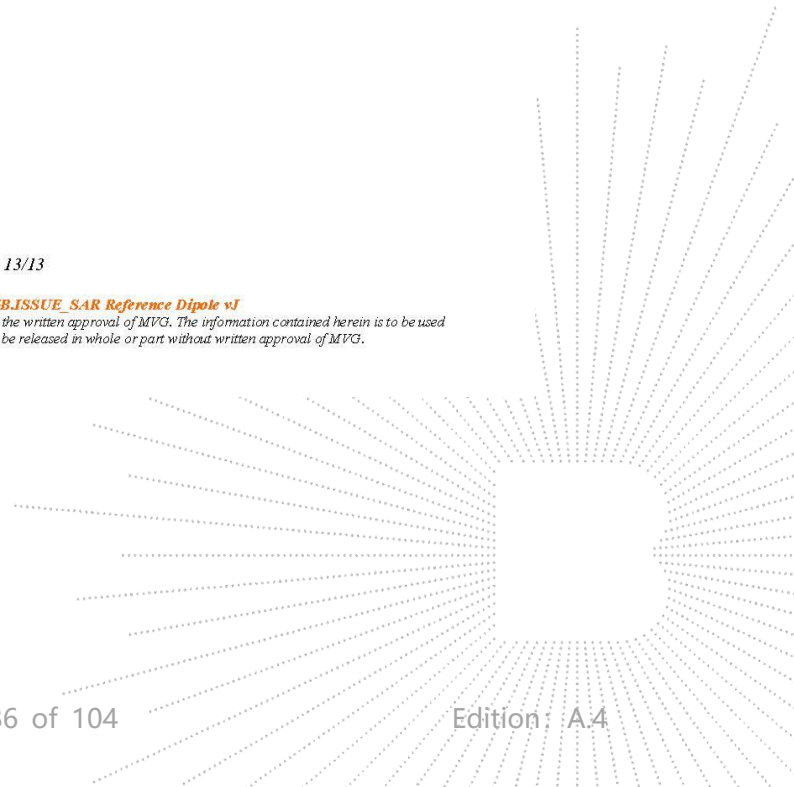 13/13
B.ISSUE_SAR Reference Dipole vJ
the written approval of MVG. The information contained herein is to be used
be released in whole or part without written approval of MVG.
6 of 104
Edition: A.4